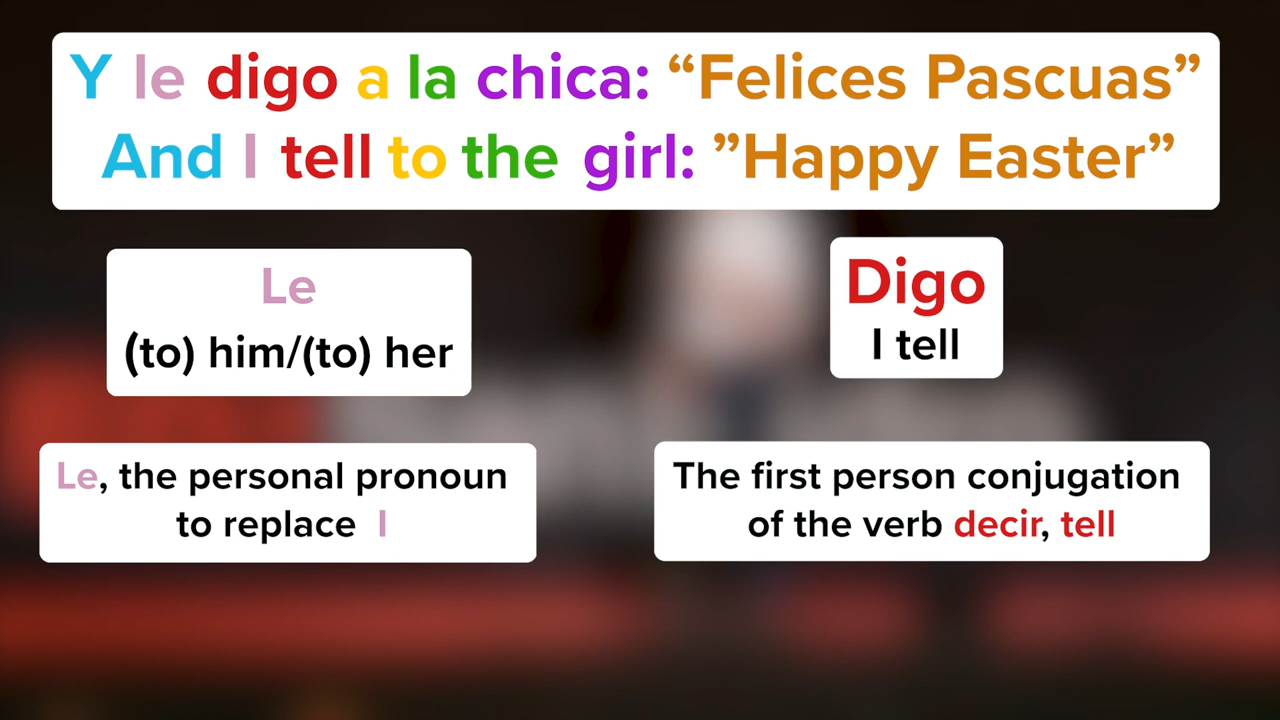 Y le digo a la chica: “Felices Pascuas”
And I tell to the girl: ”Happy Easter”
Le
(to) him/(to) her
Digo
I tell
Le, the personal pronoun
to replace I
The first person conjugation
of the verb decir, tell